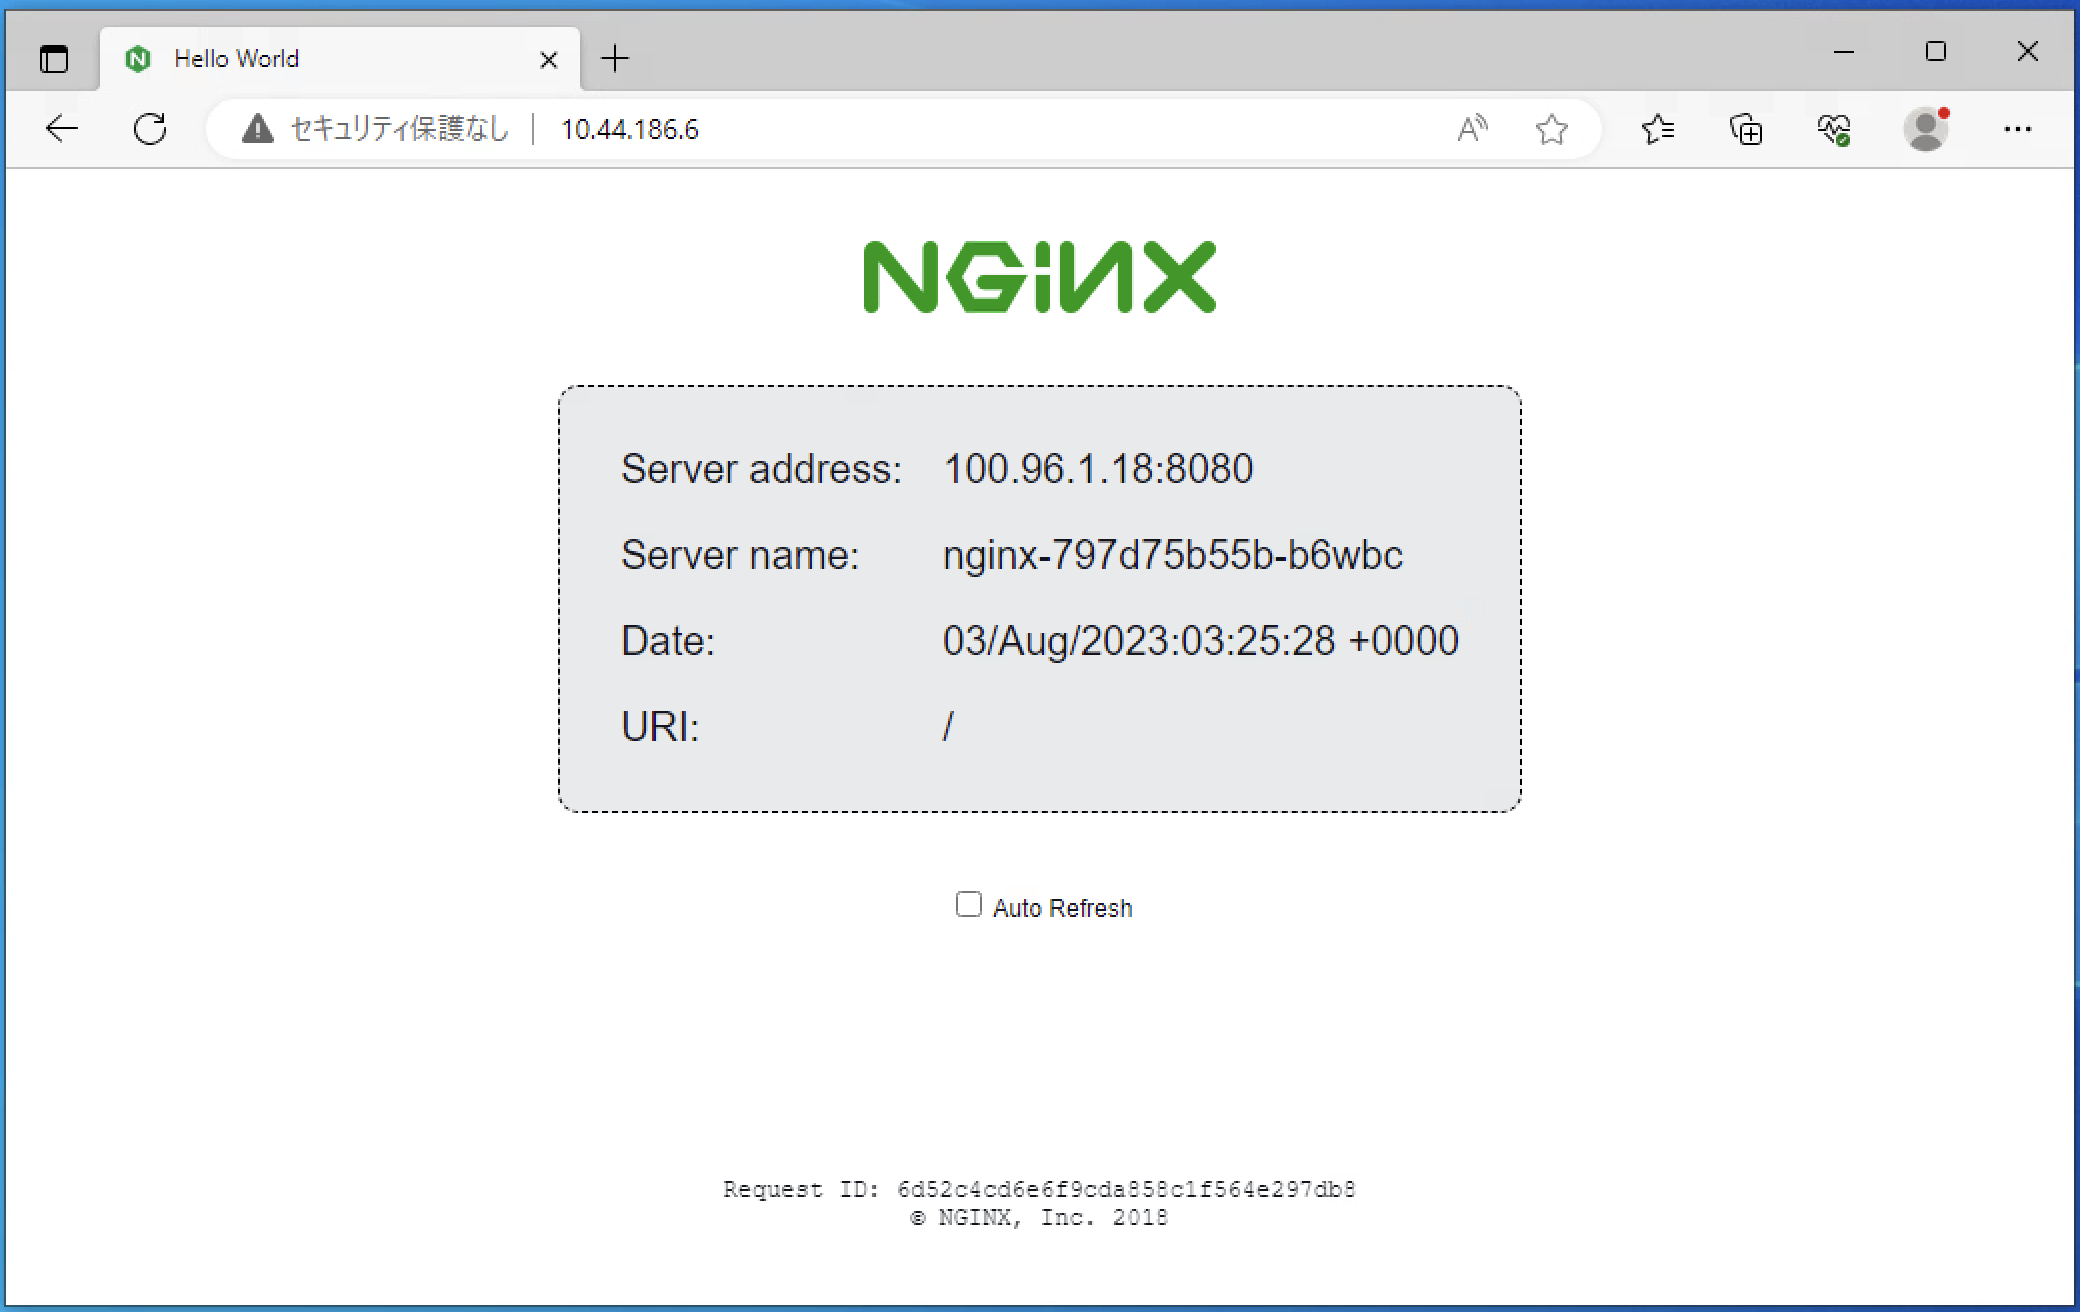 Hello World
セキュリティ保護なし 10.44.186.6
NGINX
Server address: 100.96.1.18:8080
Server name: nginx-797d75b55b-b6wbc
Date: 03/Aug/2023:03:25:28 +0000
URI: /
Auto Refresh
Request ID: 6d52c4cd6e6f9cda858c1f564e297db8
© NGINX, Inc. 2018